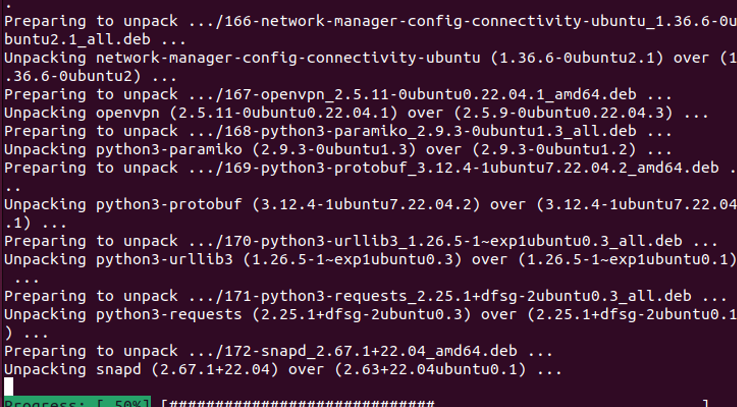 .
Preparing to unpack .../166-network-manager-config-connectivity-ubuntu_1.36.6-0u
buntu2.1_all.deb ...
Unpacking network-manager-config-connectivity-ubuntu (1.36.6-0ubuntu2.1) over (1
.36.6-0ubuntu2) ...
Preparing to unpack .../167-openvpn_2.5.11-0ubuntu0.22.04.1_amd64.deb ...
Unpacking openvpn (2.5.11-0ubuntu0.22.04.1) over (2.5.9-0ubuntu0.22.04.3) ...
Preparing to unpack .../168-python3-paramiko_2.9.3-0ubuntu1.3_all.deb ...
Unpacking python3-paramiko (2.9.3-0ubuntu1.3) over (2.9.3-0ubuntu1.2) ...
Preparing to unpack .../169-python3-protobuf_3.12.4-1ubuntu7.22.04.2_amd64.deb .
..
Unpacking python3-protobuf (3.12.4-1ubuntu7.22.04.2) over (3.12.4-1ubuntu7.22.04
.1) ...
Preparing to unpack .../170-python3-urllib3_1.26.5-1~exp1ubuntu0.3_all.deb ...
Unpacking python3-urllib3 (1.26.5-1~exp1ubuntu0.3) over (1.26.5-1~exp1ubuntu0.1)
 ...
Preparing to unpack .../171-python3-requests_2.25.1+dfsg-2ubuntu0.3_all.deb ...
Unpacking python3-requests (2.25.1+dfsg-2ubuntu0.3) over (2.25.1+dfsg-2ubuntu0.1
) ...
Preparing to unpack .../172-snapd_2.67.1+22.04_amd64.deb ...
Unpacking snapd (2.67.1+22.04) over (2.63+22.04ubuntu0.1) ...
Progress: [ 50%] [#############################.............................]